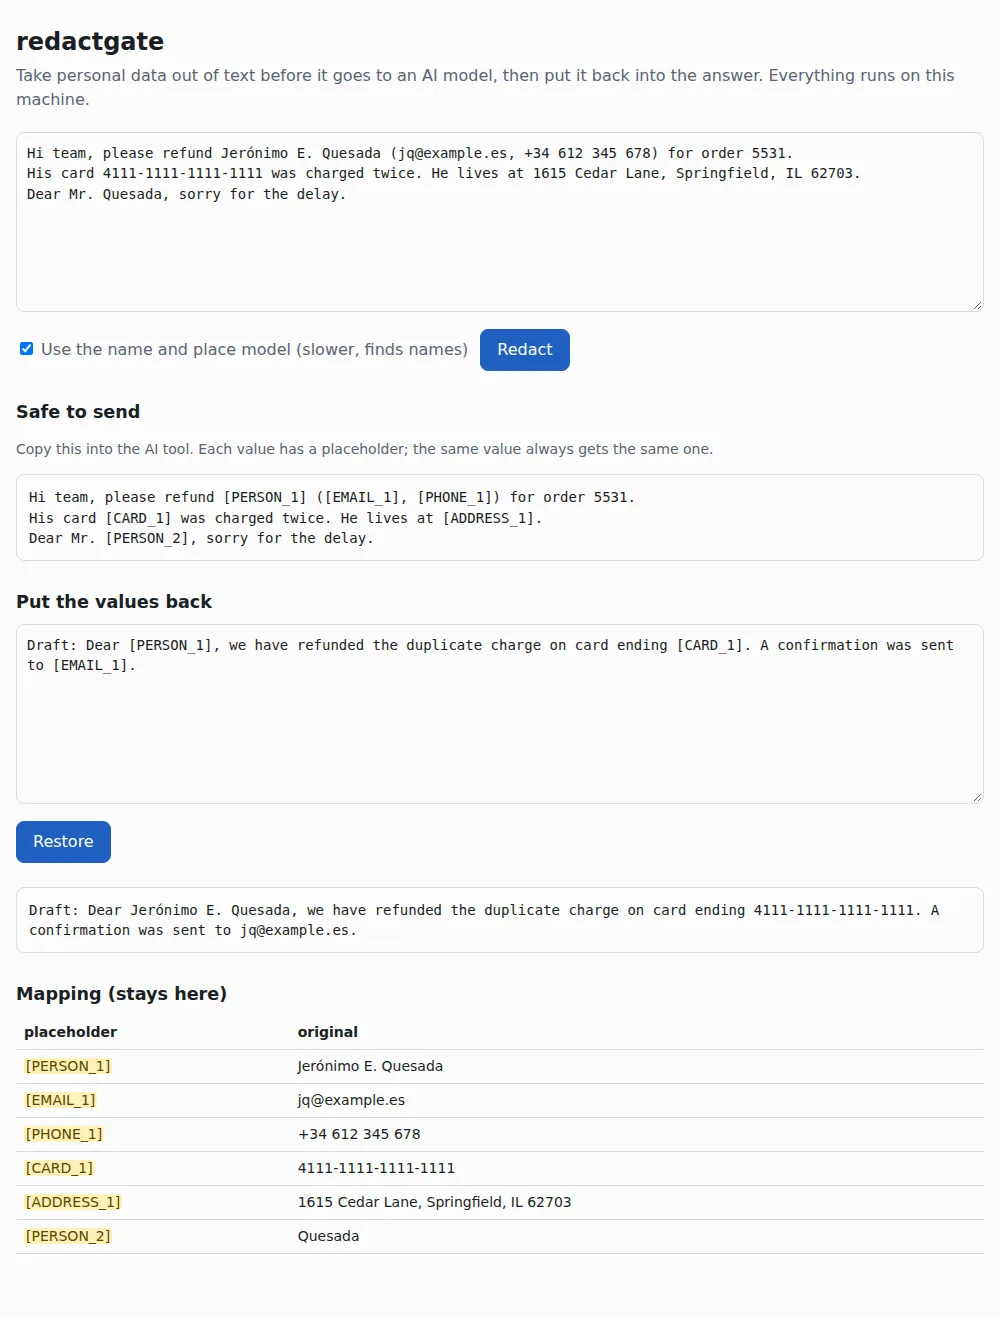 redactgate
Take personal data out of text before it goes to an AI model, then put it back into the answer. Everything runs on this
machine.
Hi team, please refund Jerónimo E. Quesada (jq@example.es, +34 612 345 678) for order 5531.
His card 4111-1111-1111-1111 was charged twice. He lives at 1615 Cedar Lane, Springfield, IL 62703.
Dear Mr. Quesada, sorry for the delay.
Use the name and place model (slower, finds names)
Redact
Safe to send
Copy this into the AI tool. Each value has a placeholder; the same value always gets the same one.
Hi team, please refund [PERSON_1] ([EMAIL_1], [PHONE_1]) for order 5531.
His card [CARD_1] was charged twice. He lives at [ADDRESS_1].
Dear Mr. [PERSON_2], sorry for the delay.
Put the values back
Draft: Dear [PERSON_1], we have refunded the duplicate charge on card ending [CARD_1]. A confirmation was sent
to [EMAIL_1].
Restore
Draft: Dear Jerónimo E. Quesada, we have refunded the duplicate charge on card ending 4111-1111-1111-1111. A
confirmation was sent to jq@example.es.
Mapping (stays here)
placeholder original
[PERSON_1] Jerónimo E. Quesada
[EMAIL_1] jq@example.es
[PHONE_1] +34 612 345 678
[CARD_1] 4111-1111-1111-1111
[ADDRESS_1] 1615 Cedar Lane, Springfield, IL 62703
[PERSON_2] Quesada